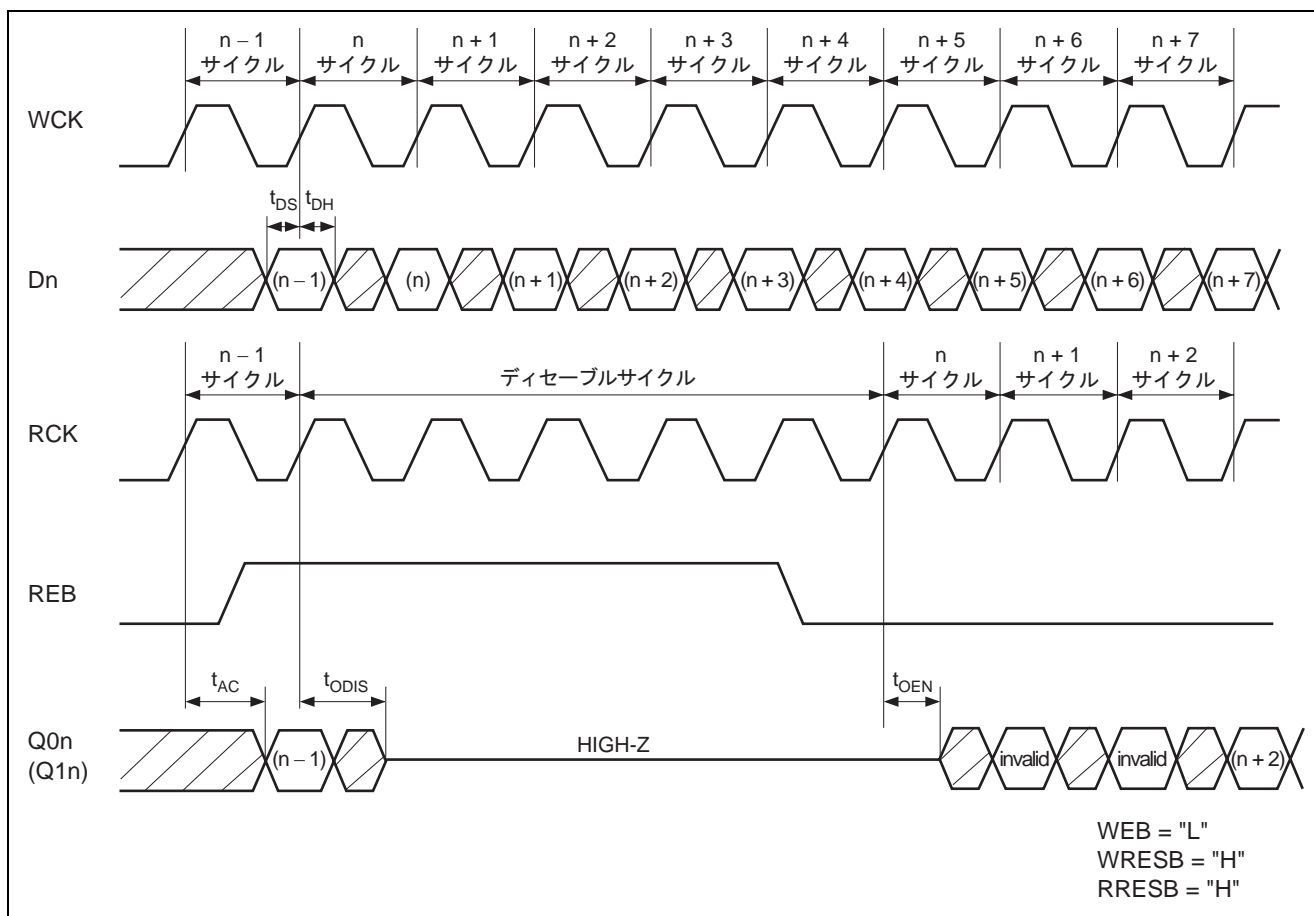 n – 1 n n + 1 n + 2 n + 3 n + 4 n + 5 n + 6 n + 7
サイクル サイクル サイクル サイクル サイクル サイクル サイクル サイクル サイクル
WCK
tDS tDH
Dn (n – 1) (n) (n + 1) (n + 2) (n + 3) (n + 4) (n + 5) (n + 6) (n + 7)
n – 1 n n + 1 n + 2
サイクル ディセーブルサイクル サイクル サイクル サイクル
RCK
REB
tAC tODIS tOEN
Q0n HIGH-Z
(Q1n) (n – 1) invalid invalid (n + 2)
WEB = "L"
WRESB = "H"
RRESB = "H"